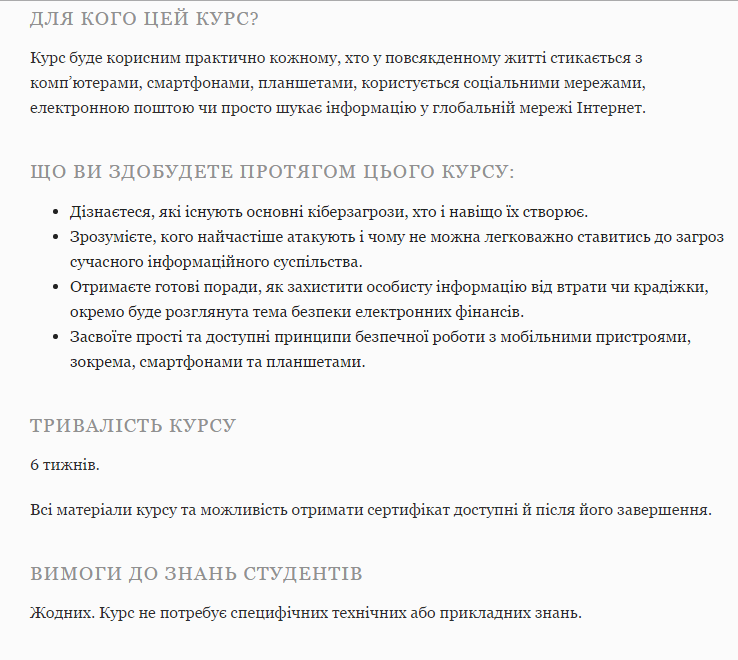 ДЛЯ КОГО ЦЕЙ КУРС?
Курс буде корисним практично кожному, хто у повсякденному житті стикається з
комп’ютерами, смартфонами, планшетами, користується соціальними мережами,
електронною поштою чи просто шукає інформацію у глобальній мережі Інтернет.
ЩО ВИ ЗДОБУДЕТЕ ПРОТЯГОМ ЦЬОГО КУРСУ:
• Дізнаєтеся, які існують основні кіберзагрози, хто і навіщо їх створює.
• Зрозумієте, кого найчастіше атакують і чому не можна легковажно ставитись до загроз
сучасного інформаційного суспільства.
• Отримаєте готові поради, як захистити особисту інформацію від втрати чи крадіжки,
окремо буде розглянута тема безпеки електронних фінансів.
• Засвоїте прості та доступні принципи безпечної роботи з мобільними пристроями,
зокрема, смартфонами та планшетами.
ТРИВАЛІСТЬ КУРСУ
6 тижнів.
Всі матеріали курсу та можливість отримати сертифікат доступні й після його завершення.
ВИМОГИ ДО ЗНАНЬ СТУДЕНТІВ
Жодних. Курс не потребує специфічних технічних або прикладних знань.